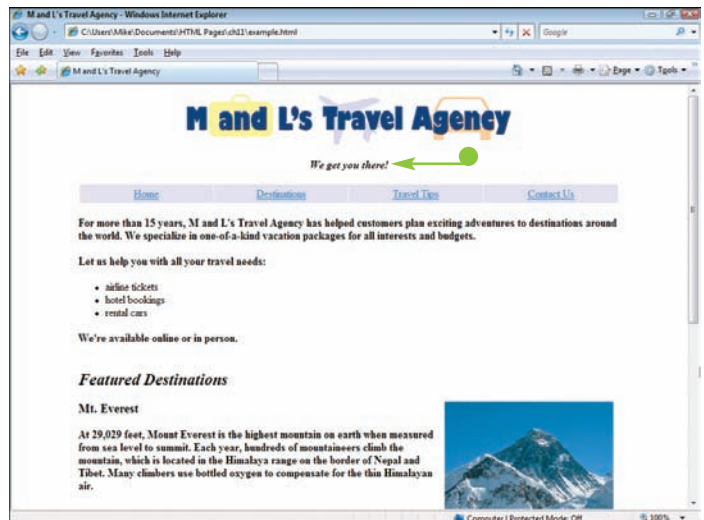 M and L's Travel Agency - Windows Internet Explorer
C:\Users\Mike\Documents\HTML Pages\ch11\example.html
Google
File Edit View Favorites Tools Help
M and L's Travel Agency
Page Tools
M and L's Travel Agency
We get you there!
Home Destinations Travel Tips Contact Us
For more than 15 years, M and L's Travel Agency has helped customers plan exciting adventures to destinations around
the world. We specialize in one-of-a-kind vacation packages for all interests and budgets.
Let us help you with all your travel needs:
• airline tickets
• hotel bookings
• rental cars
We're available online or in person.
Featured Destinations
Mt. Everest
At 29,029 feet, Mount Everest is the highest mountain on earth when measured
from sea level to summit. Each year, hundreds of mountaineers climb the
mountain, which is located in the Himalaya range on the border of Nepal and
Tibet. Many climbers use bottled oxygen to compensate for the thin Himalayan
air.
Computer | Protected Mode: Off 100%